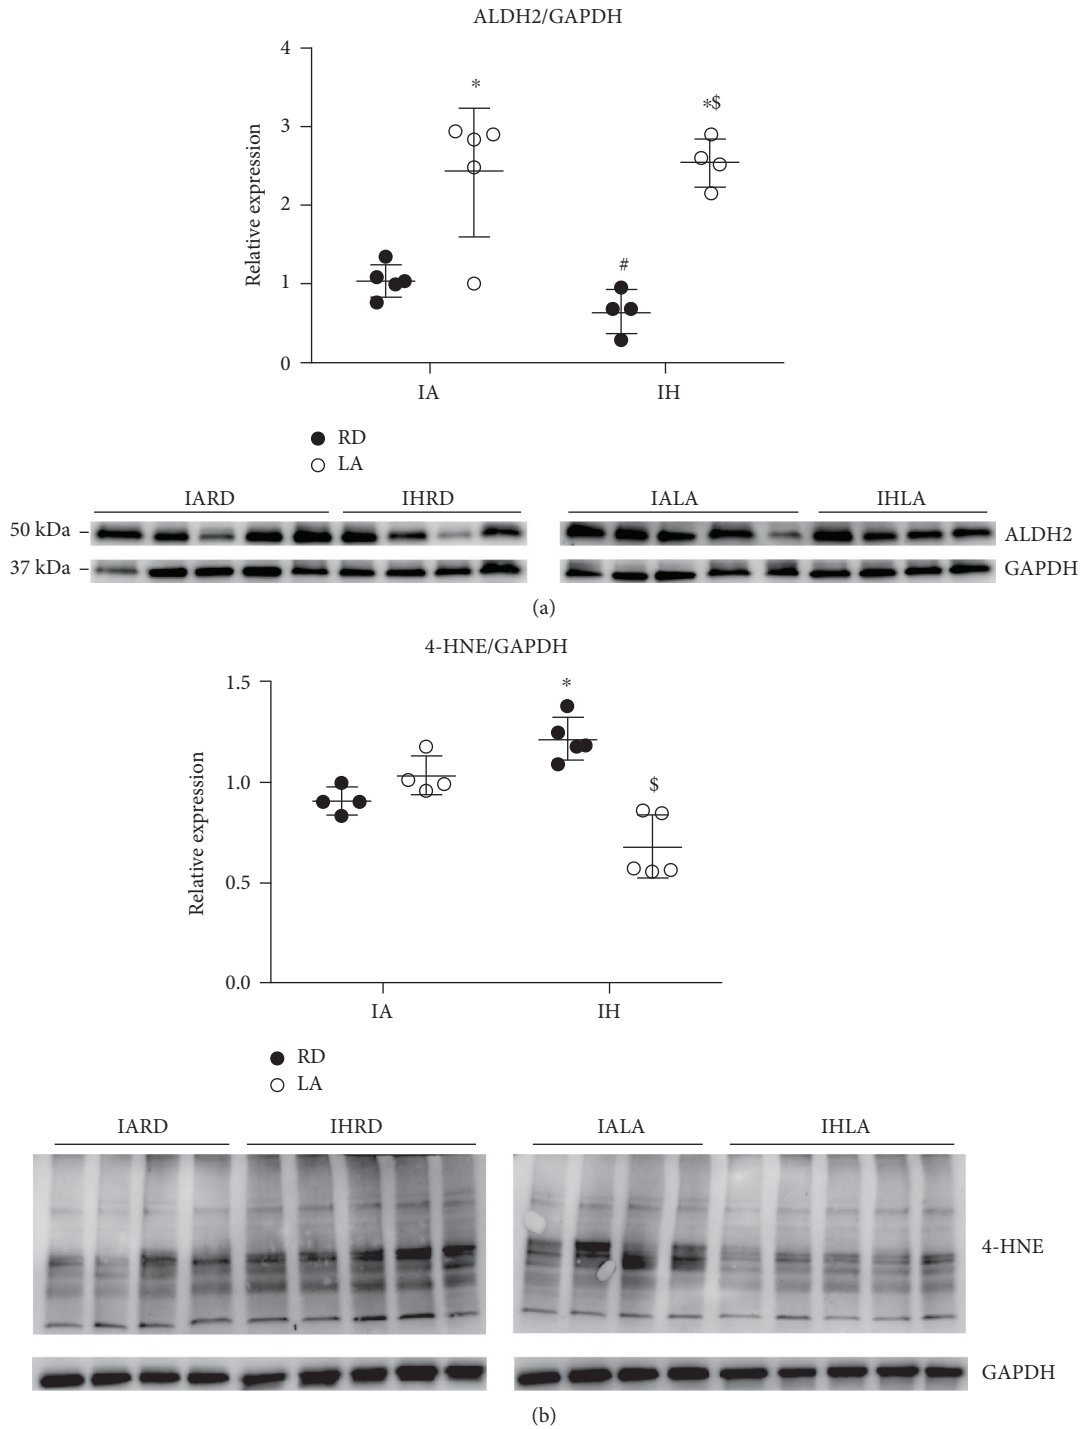 ALDH2/GAPDH
4
3
2
1
0
Relative expression
*
#
*$
IA
IH
RD
LA
IARD
IHRD
IALA
IHLA
50 kDa
37 kDa
ALDH2
GAPDH
(a)
4-HNE/GAPDH
1.5
1.0
0.5
0.0
Relative expression
*
$
IA
IH
RD
LA
IARD
IHRD
IALA
IHLA
4-HNE
GAPDH
(b)